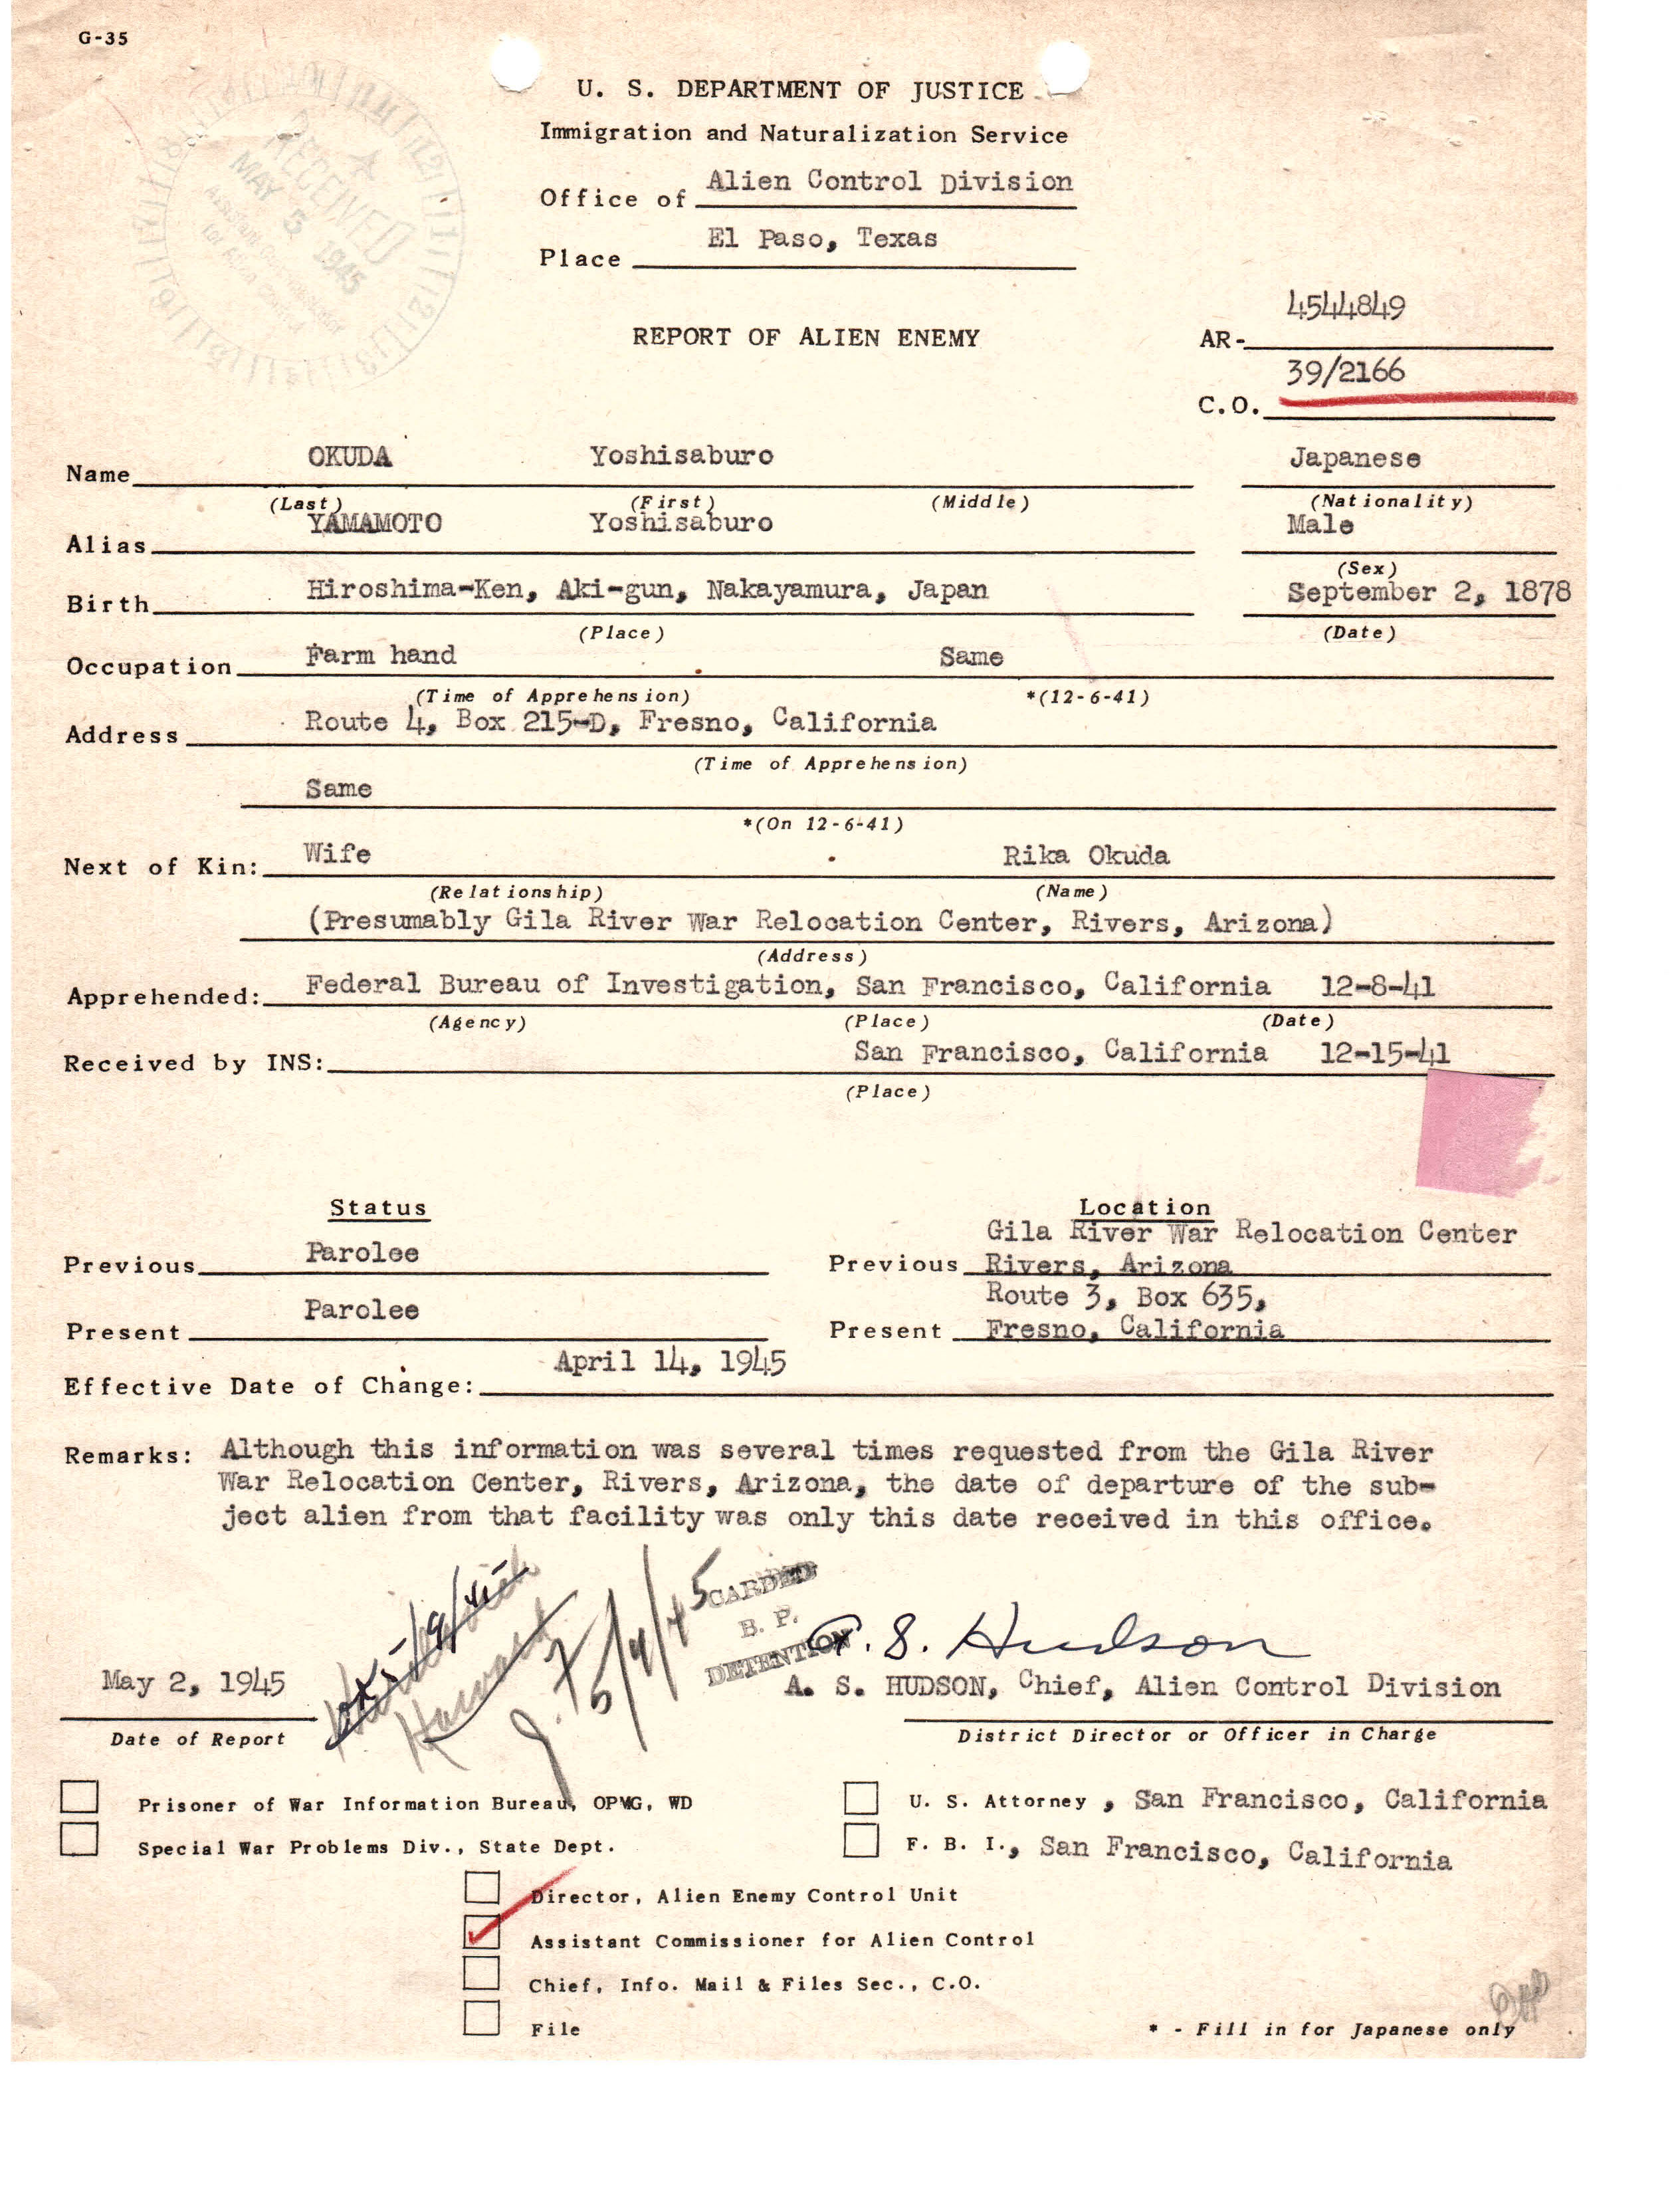 G-35
U. S. DEPARTMENT OF JUSTICE
Immigration and Naturalization Service
Office of Alien Control Division
Place El Paso, Texas
RECEIVED
MAY 5 1945
REPORT OF ALIEN ENEMY
AR- 4544849
C.O. 39/2166
Name OKUDA Yoshisaburo Japanese
(Last) (First) (Middle) (Nationality)
Alias YAMAMOTO Yoshisaburo Male
(Sex)
Birth Hiroshima-Ken, Aki-gun, Nakayamura, Japan September 2, 1878
(Place) (Date)
Occupation Farm hand Same
(Time of Apprehension) *(12-6-41)
Address Route 4, Box 215-D, Fresno, California
(Time of Apprehension)
Same
*(On 12-6-41)
Next of Kin: Wife Rika Okuda
(Relationship) (Name)
(Presumably Gila River War Relocation Center, Rivers, Arizona)
(Address)
Apprehended: Federal Bureau of Investigation, San Francisco, California 12-8-41
(Agency) (Place) (Date)
Received by INS: San Francisco, California 12-15-41
(Place)
Status Location
Previous Parolee Previous Gila River War Relocation Center
Rivers, Arizona
Present Parolee Present Route 3, Box 635,
Fresno, California
Effective Date of Change: April 14, 1945
Remarks: Although this information was several times requested from the Gila River
War Relocation Center, Rivers, Arizona, the date of departure of the sub-
ject alien from that facility was only this date received in this office.
5/4/45
CARDED
B. P.
DETENTION
A. S. Hudson
May 2, 1945 A. S. HUDSON, Chief, Alien Control Division
Date of Report District Director or Officer in Charge
Prisoner of War Information Bureau, OPMG, WD U. S. Attorney, San Francisco, California
Special War Problems Div., State Dept. F. B. I., San Francisco, California
Director, Alien Enemy Control Unit
Assistant Commissioner for Alien Control
Chief, Info. Mail & Files Sec., C.O.
File
* - Fill in for Japanese only